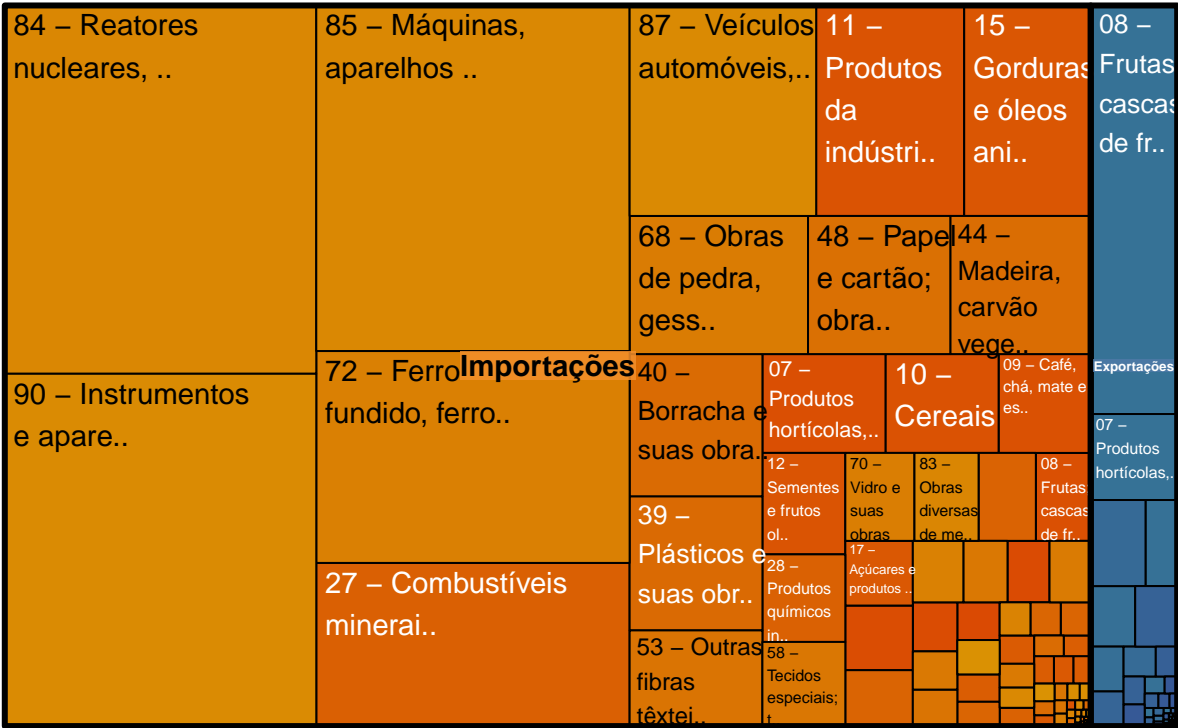 84 – Reatores
nucleares, ..
85 – Máquinas,
aparelhos ..
87 – Veículos
automóveis,..
11 –
Produtos
da
indústri..
15 –
Gorduras
e óleos
ani..
08 –
Frutas
cascas
de fr..
68 – Obras
de pedra,
gess..
48 – Papel
e cartão;
obra..
44 –
Madeira,
carvão
vege..
90 – Instrumentos
e apare..
72 – Ferro
fundido, ferro..
Importações
40 –
Borracha e
suas obra..
07 –
Produtos
hortícolas,..
10 –
Cereais
09 – Café,
chá, mate e
es..
Exportações
07 –
Produtos
hortícolas,..
12 –
Sementes
e frutos
ol..
70 –
Vidro e
suas
obras
83 –
Obras
diversas
de me..
08 –
Frutas
cascas
de fr..
39 –
Plásticos e
suas obr..
27 – Combustíveis
minerai..
28 –
Produtos
químicos
in..
17 –
Açúcares e
produtos ..
53 – Outras
fibras
têxtei..
58 –
Tecidos
especiais;
t